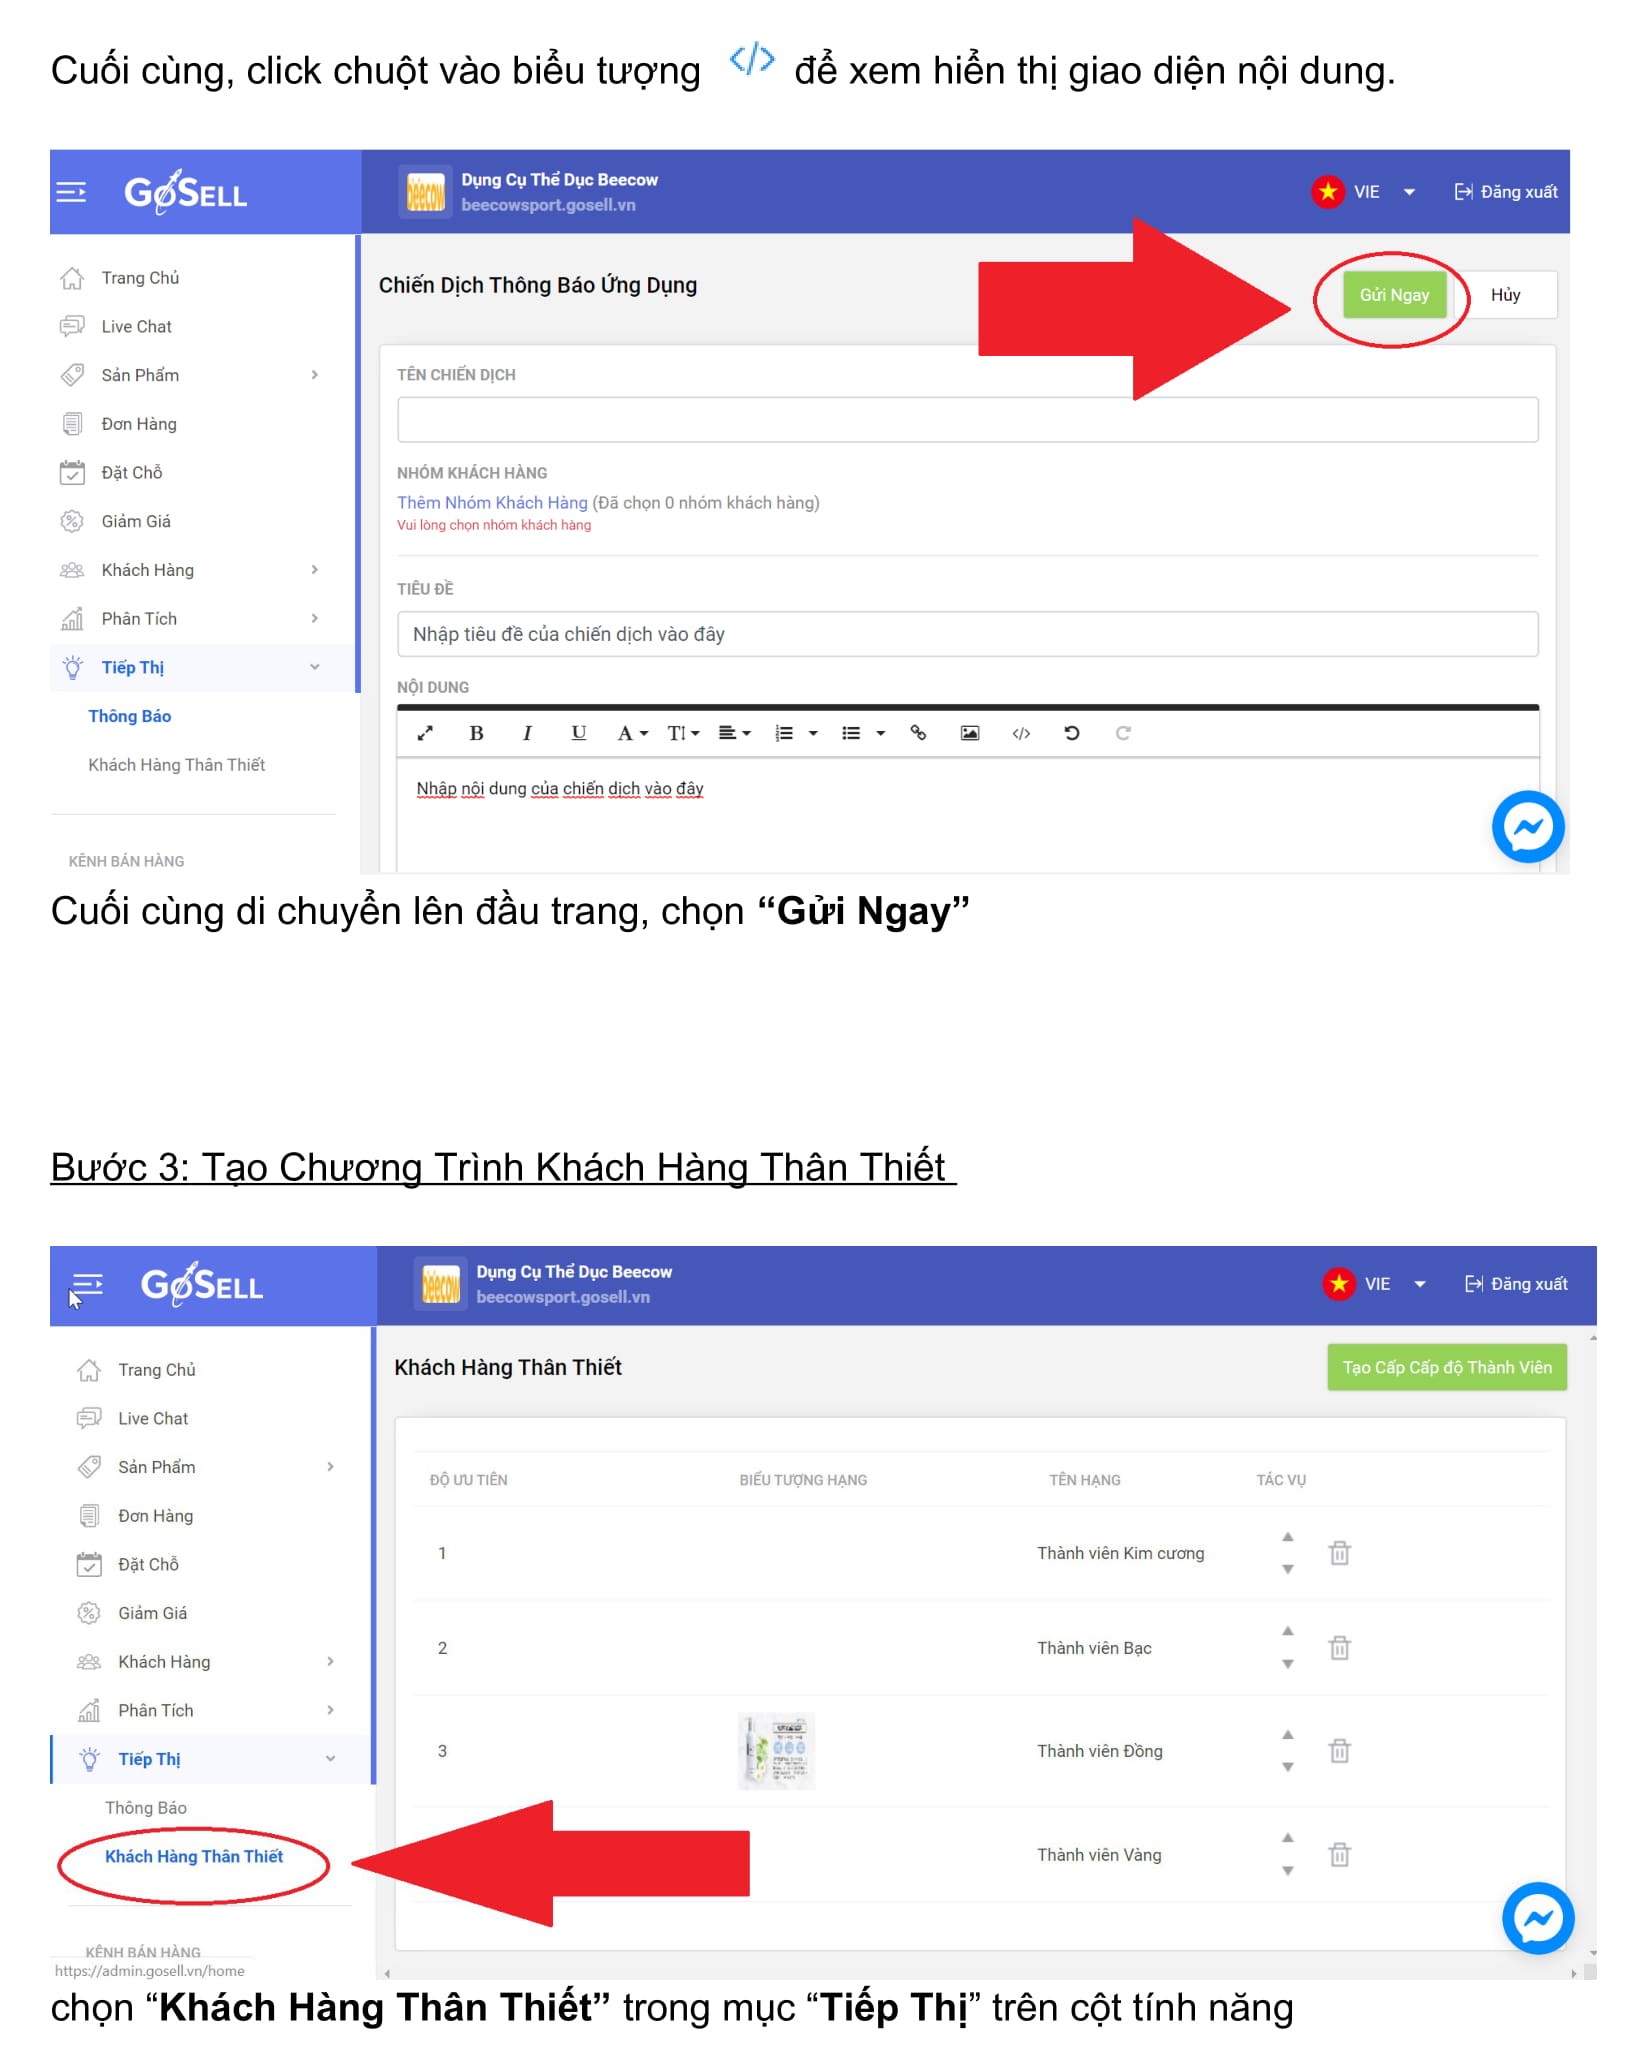 Cuối cùng, click chuột vào biểu tượng </> để xem hiển thị giao diện nội dung.
GoSELL
Dụng Cụ Thể Dục Beecow
beecow
beecowsport.gosell.vn
VIE
Đăng xuất
Trang Chủ
Live Chat
Sản Phẩm
Đơn Hàng
Đặt Chỗ
Giảm Giá
Khách Hàng
Phân Tích
Tiếp Thị
Thông Báo
Khách Hàng Thân Thiết
KÊNH BÁN HÀNG
Chiến Dịch Thông Báo Ứng Dụng
Gửi Ngay
Hủy
TÊN CHIẾN DỊCH
NHÓM KHÁCH HÀNG
Thêm Nhóm Khách Hàng (Đã chọn 0 nhóm khách hàng)
Vui lòng chọn nhóm khách hàng
TIÊU ĐỀ
Nhập tiêu đề của chiến dịch vào đây
NỘI DUNG
B I U A T! </>
Nhập nội dung của chiến dịch vào đây
Cuối cùng di chuyển lên đầu trang, chọn “Gửi Ngay”
Bước 3: Tạo Chương Trình Khách Hàng Thân Thiết
GoSELL
Dụng Cụ Thể Dục Beecow
beecow
beecowsport.gosell.vn
VIE
Đăng xuất
Trang Chủ
Live Chat
Sản Phẩm
Đơn Hàng
Đặt Chỗ
Giảm Giá
Khách Hàng
Phân Tích
Tiếp Thị
Thông Báo
Khách Hàng Thân Thiết
KÊNH BÁN HÀNG
https://admin.gosell.vn/home
Khách Hàng Thân Thiết
Tạo Cấp Cấp độ Thành Viên
ĐỘ ƯU TIÊN BIỂU TƯỢNG HẠNG TÊN HẠNG TÁC VỤ
1 Thành viên Kim cương
2 Thành viên Bạc
3 Thành viên Đồng
Thành viên Vàng
chọn “Khách Hàng Thân Thiết” trong mục “Tiếp Thị” trên cột tính năng